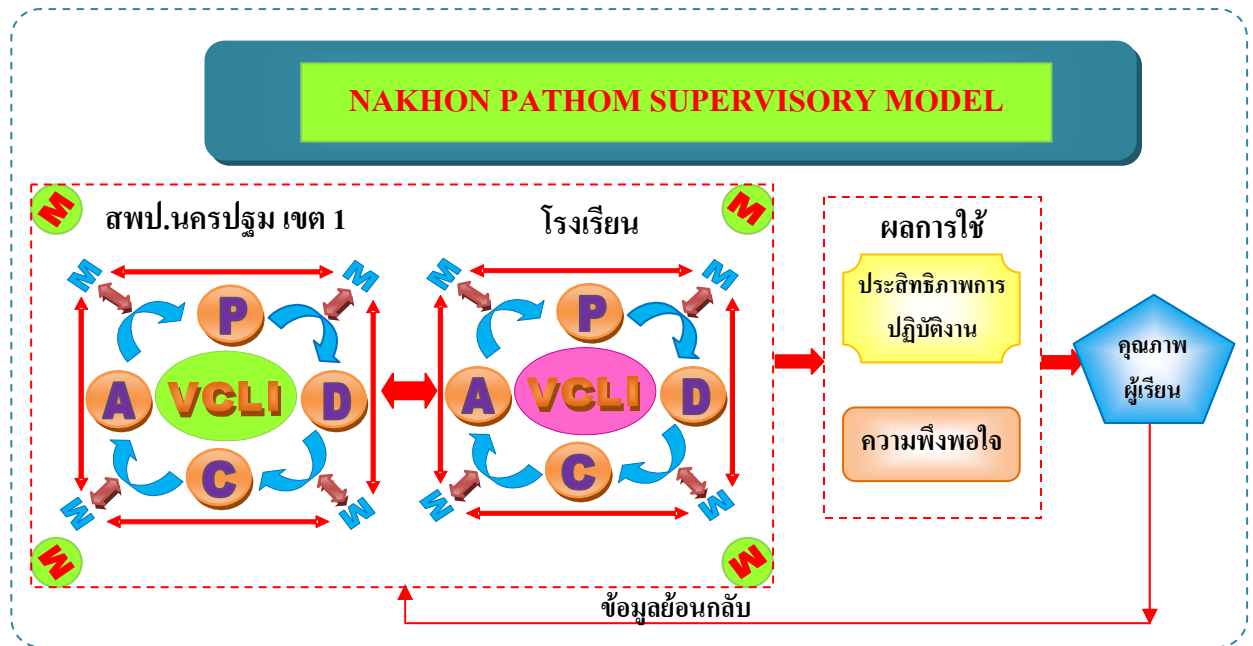 NAKHON PATHOM SUPERVISORY MODEL
M
M
สพป.นครปฐม เขต 1
M
M
P
A
VCLI
D
C
M
M
โรงเรียน
M
M
P
A
VCLI
D
C
M
M
M
M
ผลการใช้
ประสิทธิภาพการ
ปฏิบัติงาน
ความพึงพอใจ
คุณภาพ
ผู้เรียน
ข้อมูลย้อนกลับ